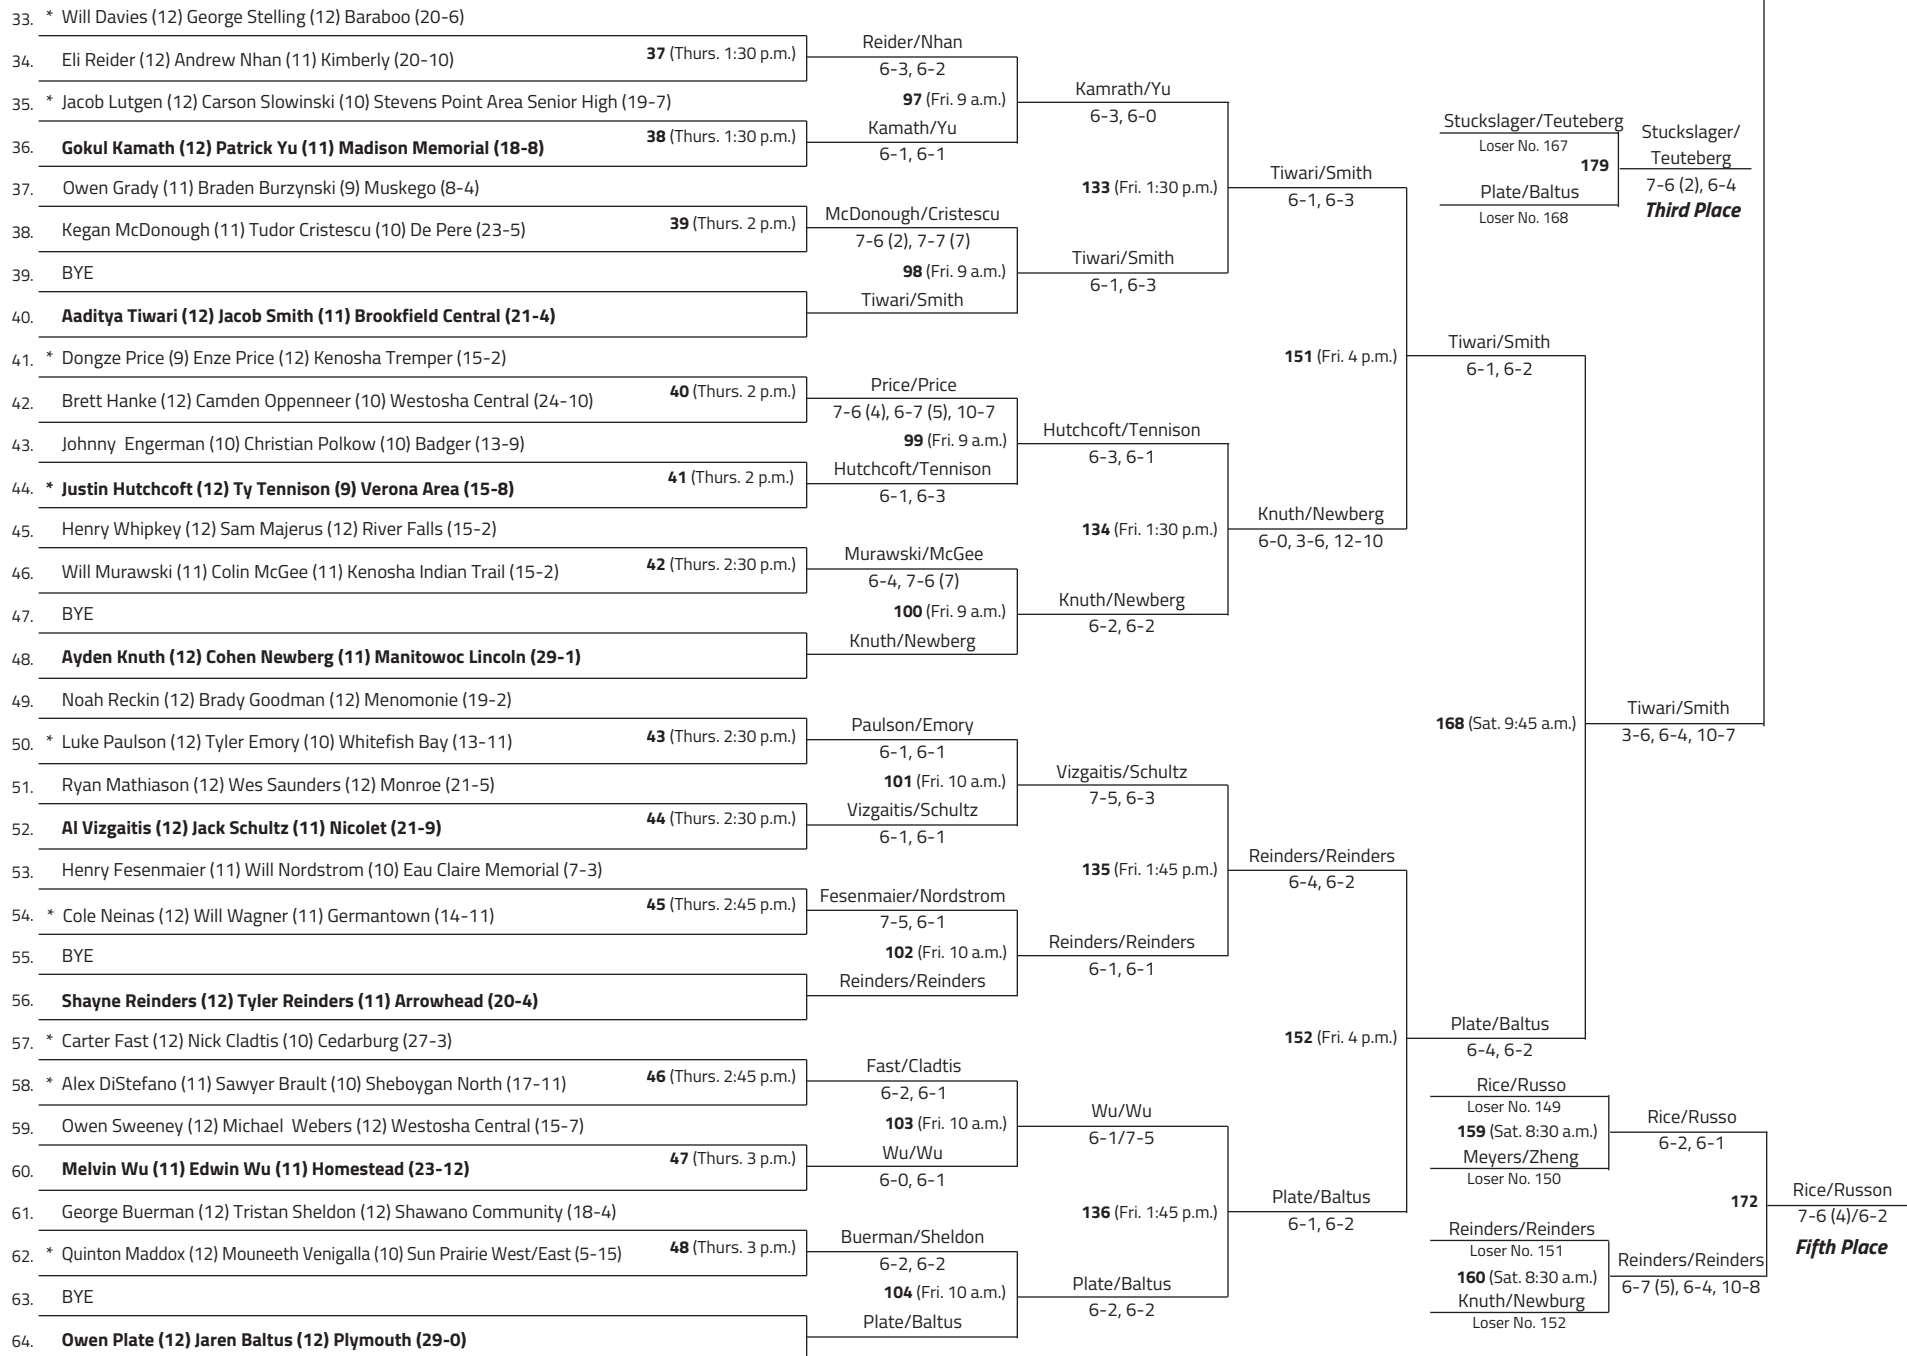 33. * Will Davies (12) George Stelling (12) Baraboo (20-6)
34. Eli Reider (12) Andrew Nhan (11) Kimberly (20-10)
35. * Jacob Lutgen (12) Carson Slowinski (10) Stevens Point Area Senior High (19-7)
36. Gokul Kamath (12) Patrick Yu (11) Madison Memorial (18-8)
37. Owen Grady (11) Braden Burzynski (9) Muskego (8-4)
38. Kegan McDonough (11) Tudor Cristescu (10) De Pere (23-5)
39. BYE
40. Aaditya Tiwari (12) Jacob Smith (11) Brookfield Central (21-4)
41. * Dongze Price (9) Enze Price (12) Kenosha Tremper (15-2)
42. Brett Hanke (12) Camden Oppenneer (10) Westosha Central (24-10)
43. Johnny Engerman (10) Christian Polkow (10) Badger (13-9)
44. * Justin Hutchcoft (12) Ty Tennison (9) Verona Area (15-8)
45. Henry Whipkey (12) Sam Majerus (12) River Falls (15-2)
46. Will Murawski (11) Colin McGee (11) Kenosha Indian Trail (15-2)
47. BYE
48. Ayden Knuth (12) Cohen Newberg (11) Manitowoc Lincoln (29-1)
49. Noah Reckin (12) Brady Goodman (12) Menomonie (19-2)
50. * Luke Paulson (12) Tyler Emory (10) Whitefish Bay (13-11)
51. Ryan Mathiason (12) Wes Saunders (12) Monroe (21-5)
52. Al Vizgaitis (12) Jack Schultz (11) Nicolet (21-9)
53. Henry Fesenmaier (11) Will Nordstrom (10) Eau Claire Memorial (7-3)
54. * Cole Neinas (12) Will Wagner (11) Germantown (14-11)
55. BYE
56. Shayne Reinders (12) Tyler Reinders (11) Arrowhead (20-4)
57. * Carter Fast (12) Nick Cladtis (10) Cedarburg (27-3)
58. * Alex DiStefano (11) Sawyer Brault (10) Sheboygan North (17-11)
59. Owen Sweeney (12) Michael Webers (12) Westosha Central (15-7)
60. Melvin Wu (11) Edwin Wu (11) Homestead (23-12)
61. George Buerman (12) Tristan Sheldon (12) Shawano Community (18-4)
62. * Quinton Maddox (12) Mouneeth Venigalla (10) Sun Prairie West/East (5-15)
63. BYE
64. Owen Plate (12) Jaren Baltus (12) Plymouth (29-0)
37 (Thurs. 1:30 p.m.)
38 (Thurs. 1:30 p.m.)
39 (Thurs. 2 p.m.)
40 (Thurs. 2 p.m.)
41 (Thurs. 2 p.m.)
42 (Thurs. 2:30 p.m.)
43 (Thurs. 2:30 p.m.)
44 (Thurs. 2:30 p.m.)
45 (Thurs. 2:45 p.m.)
46 (Thurs. 2:45 p.m.)
47 (Thurs. 3 p.m.)
48 (Thurs. 3 p.m.)
Reider/Nhan
6-3, 6-2
97 (Fri. 9 a.m.)
Kamath/Yu
6-1, 6-1
McDonough/Cristescu
7-6 (2), 7-7 (7)
98 (Fri. 9 a.m.)
Tiwari/Smith
Price/Price
7-6 (4), 6-7 (5), 10-7
99 (Fri. 9 a.m.)
Hutchcoft/Tennison
6-1, 6-3
Murawski/McGee
6-4, 7-6 (7)
100 (Fri. 9 a.m.)
Knuth/Newberg
Paulson/Emory
6-1, 6-1
101 (Fri. 10 a.m.)
Vizgaitis/Schultz
6-1, 6-1
Fesenmaier/Nordstrom
7-5, 6-1
102 (Fri. 10 a.m.)
Reinders/Reinders
Fast/Cladtis
6-2, 6-1
103 (Fri. 10 a.m.)
Wu/Wu
6-0, 6-1
Buerman/Sheldon
6-2, 6-2
104 (Fri. 10 a.m.)
Plate/Baltus
Kamrath/Yu
6-3, 6-0
133 (Fri. 1:30 p.m.)
Tiwari/Smith
6-1, 6-3
Hutchcoft/Tennison
6-3, 6-1
134 (Fri. 1:30 p.m.)
Knuth/Newberg
6-2, 6-2
Vizgaitis/Schultz
7-5, 6-3
135 (Fri. 1:45 p.m.)
Reinders/Reinders
6-1, 6-1
Wu/Wu
6-1/7-5
136 (Fri. 1:45 p.m.)
Plate/Baltus
6-2, 6-2
Tiwari/Smith
6-1, 6-3
151 (Fri. 4 p.m.)
Knuth/Newberg
6-0, 3-6, 12-10
Reinders/Reinders
6-4, 6-2
152 (Fri. 4 p.m.)
Plate/Baltus
6-1, 6-2
Tiwari/Smith
6-1, 6-2
168 (Sat. 9:45 a.m.)
Plate/Baltus
6-4, 6-2
Tiwari/Smith
3-6, 6-4, 10-7
Stuckslager/Teuteberg
Loser No. 167
179
Plate/Baltus
Loser No. 168
Stuckslager/
Teuteberg
7-6 (2), 6-4
Third Place
Rice/Russo
Loser No. 149
159 (Sat. 8:30 a.m.)
Meyers/Zheng
Loser No. 150
Rice/Russo
6-2, 6-1
172
Reinders/Reinders
Loser No. 151
160 (Sat. 8:30 a.m.)
Knuth/Newburg
Loser No. 152
Reinders/Reinders
6-7 (5), 6-4, 10-8
Rice/Russon
7-6 (4)/6-2
Fifth Place